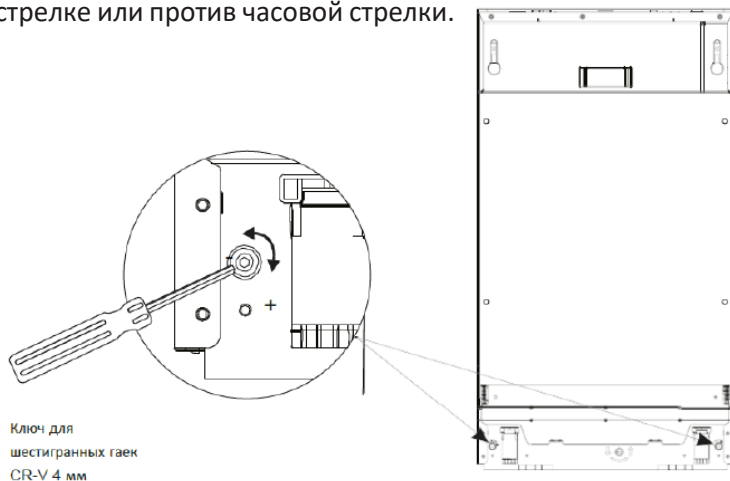 стрелке или против часовой стрелки.
- 
+
Ключ для
шестигранных гаек
CR-V 4 мм